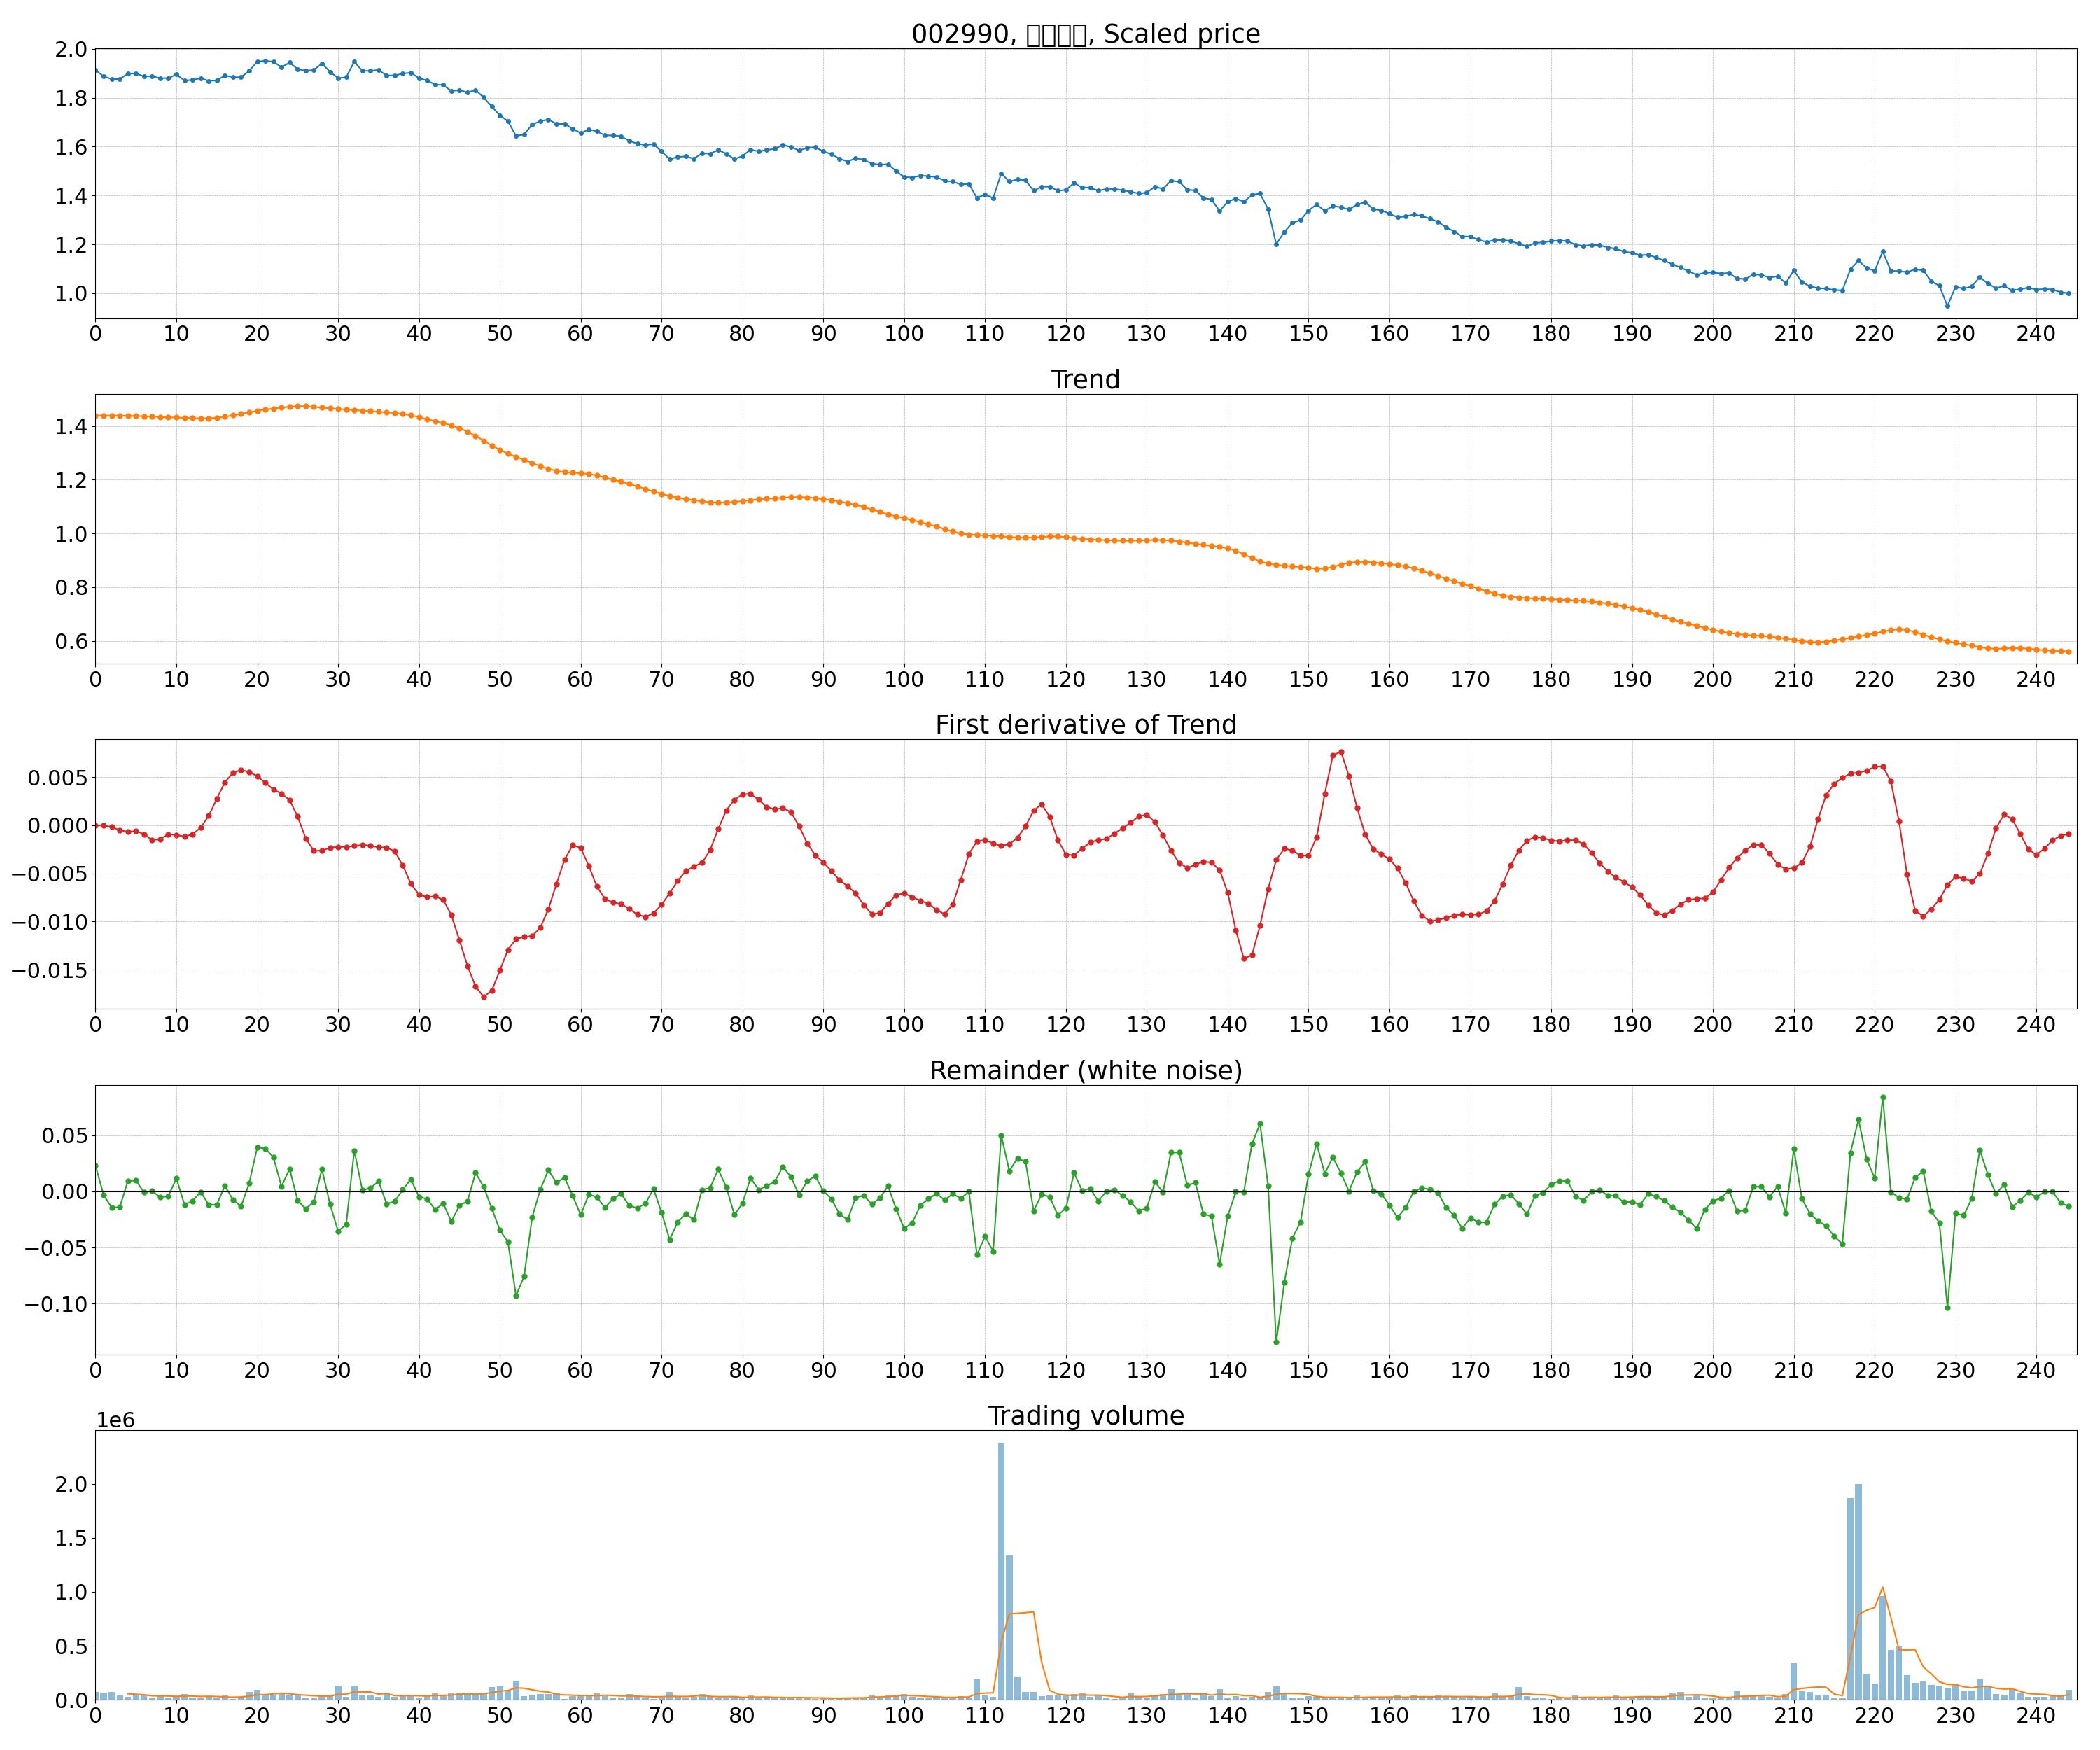 002990, , Scaled price
2.0
1.8
1.6
1.4
1.2
1.0
0 10 20 30 40 50 60 70 80 90 100 110 120 130 140 150 160 170 180 190 200 210 220 230 240
Trend
1.4
1.2
1.0
0.8
0.6
0 10 20 30 40 50 60 70 80 90 100 110 120 130 140 150 160 170 180 190 200 210 220 230 240
First derivative of Trend
0.005
0.000
−0.005
−0.010
−0.015
0 10 20 30 40 50 60 70 80 90 100 110 120 130 140 150 160 170 180 190 200 210 220 230 240
Remainder (white noise)
0.05
0.00
−0.05
−0.10
0 10 20 30 40 50 60 70 80 90 100 110 120 130 140 150 160 170 180 190 200 210 220 230 240
Trading volume
1e6
2.0
1.5
1.0
0.5
0.0
0 10 20 30 40 50 60 70 80 90 100 110 120 130 140 150 160 170 180 190 200 210 220 230 240